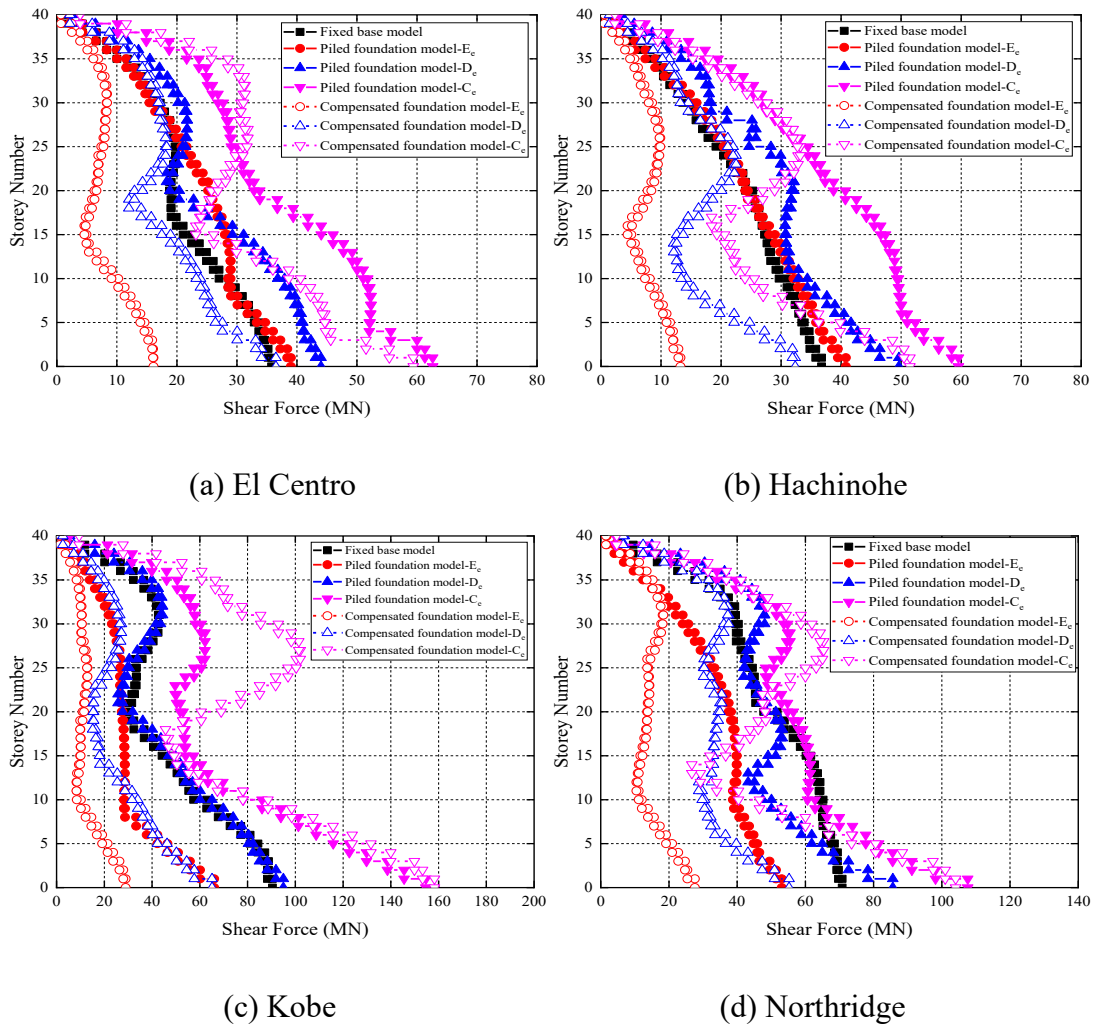 Fixed base model
Piled foundation model-Ee
Piled foundation model-De
Piled foundation model-Ce
Compensated foundation model-Ee
Compensated foundation model-De
Compensated foundation model-Ce
40
35
30
25
20
15
10
5
0
Storey Number
0 10 20 30 40 50 60 70 80
Shear Force (MN)
(a) El Centro
Fixed base model
Piled foundation model-Ee
Piled foundation model-De
Piled foundation model-Ce
Compensated foundation model-Ee
Compensated foundation model-De
Compensated foundation model-Ce
40
35
30
25
20
15
10
5
0
Storey Number
0 10 20 30 40 50 60 70 80
Shear Force (MN)
(b) Hachinohe
Fixed base model
Piled foundation model-Ee
Piled foundation model-De
Piled foundation model-Ce
Compensated foundation model-Ee
Compensated foundation model-De
Compensated foundation model-Ce
40
35
30
25
20
15
10
5
0
Storey Number
0 20 40 60 80 100 120 140 160 180 200
Shear Force (MN)
(c) Kobe
Fixed base model
Piled foundation model-Ee
Piled foundation model-De
Piled foundation model-Ce
Compensated foundation model-Ee
Compensated foundation model-De
Compensated foundation model-Ce
40
35
30
25
20
15
10
5
0
Storey Number
0 20 40 60 80 100 120 140
Shear Force (MN)
(d) Northridge